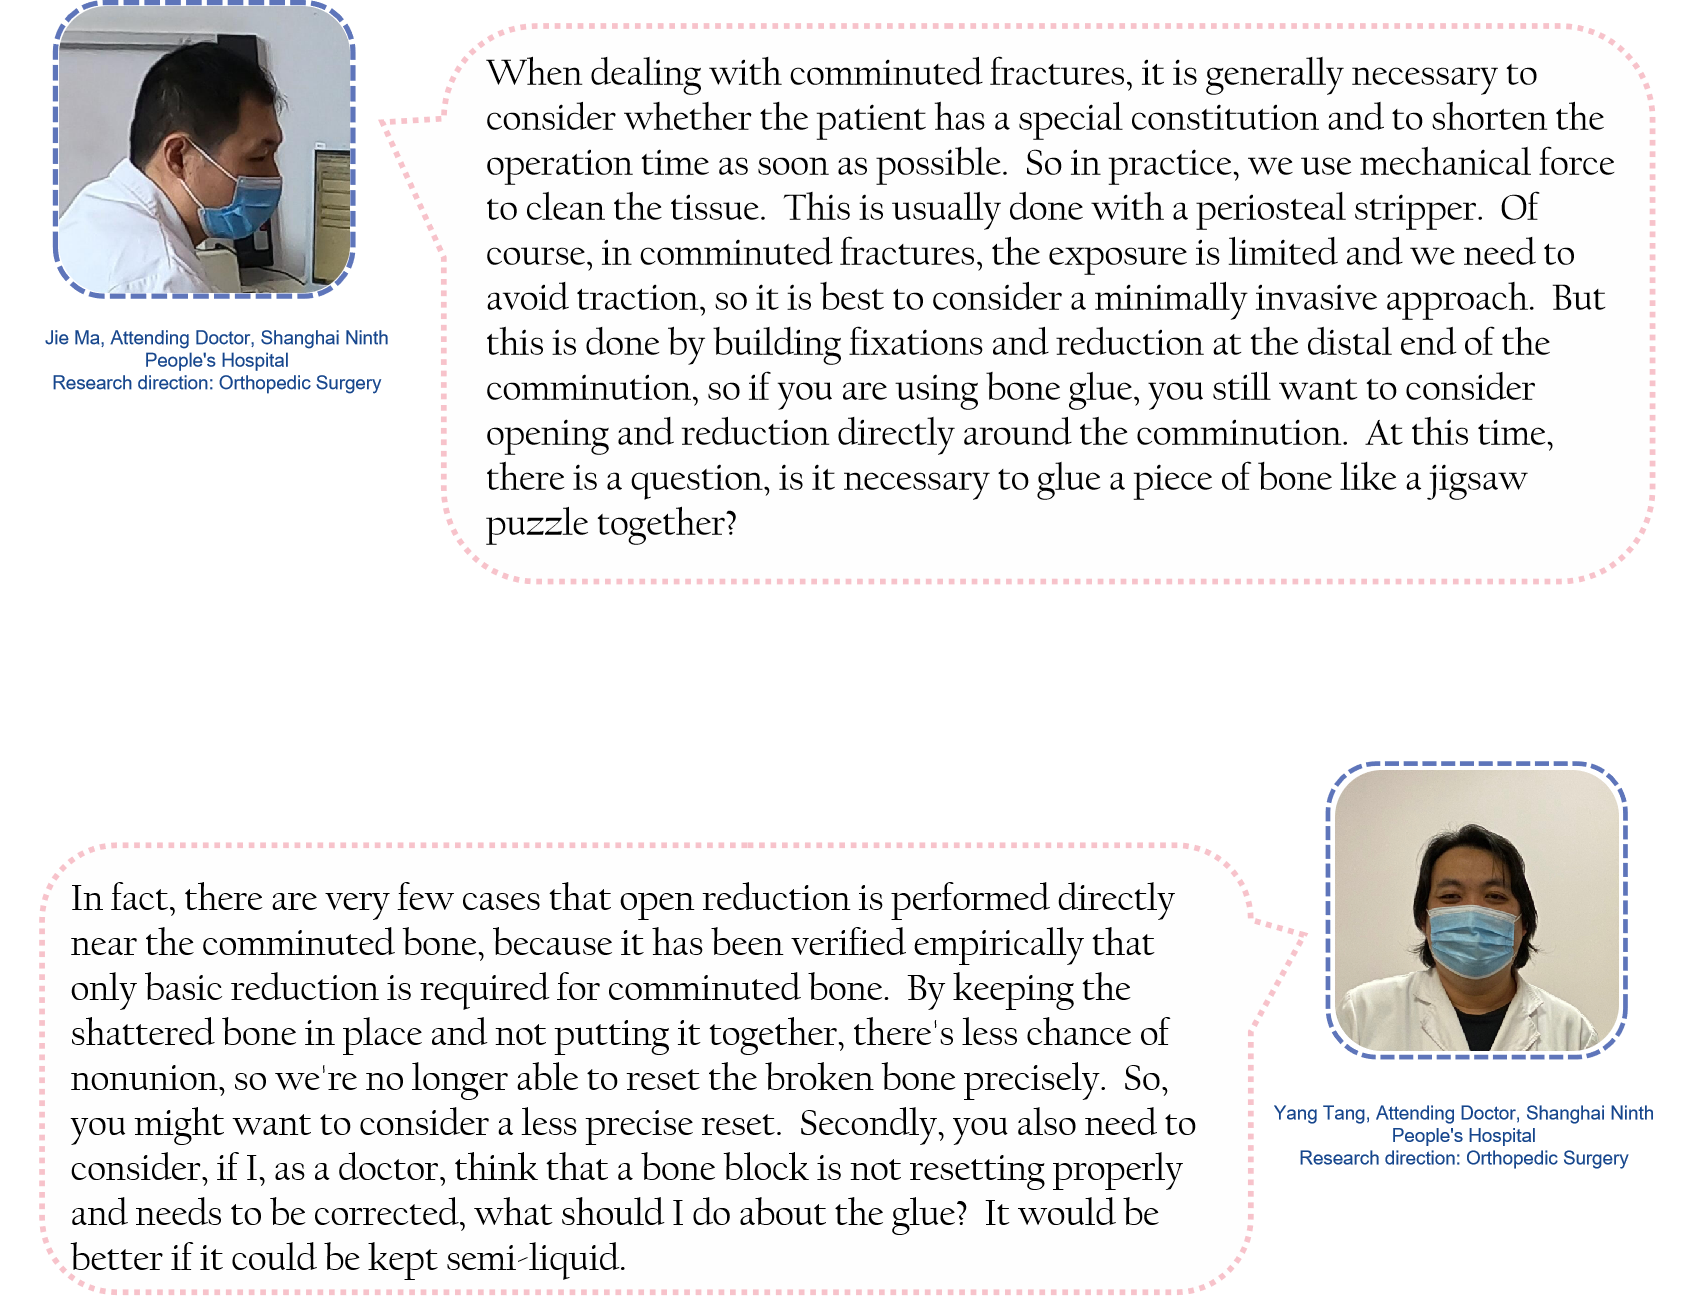 When dealing with comminuted fractures, it is generally necessary to
consider whether the patient has a special constitution and to shorten the
operation time as soon as possible.  So in practice, we use mechanical force
to clean the tissue.  This is usually done with a periosteal stripper.  Of
course, in comminuted fractures, the exposure is limited and we need to
avoid traction, so it is best to consider a minimally invasive approach.  But
this is done by building fixations and reduction at the distal end of the
comminution, so if you are using bone glue, you still want to consider
opening and reduction directly around the comminution.  At this time,
there is a question, is it necessary to glue a piece of bone like a jigsaw
puzzle together?
Jie Ma, Attending Doctor, Shanghai Ninth
People's Hospital
Research direction: Orthopedic Surgery
In fact, there are very few cases that open reduction is performed directly
near the comminuted bone, because it has been verified empirically that
only basic reduction is required for comminuted bone.  By keeping the
shattered bone in place and not putting it together, there's less chance of
nonunion, so we're no longer able to reset the broken bone precisely.  So,
you might want to consider a less precise reset.  Secondly, you also need to
consider, if I, as a doctor, think that a bone block is not resetting properly
and needs to be corrected, what should I do about the glue?  It would be
better if it could be kept semi-liquid.
Yang Tang, Attending Doctor, Shanghai Ninth
People's Hospital
Research direction: Orthopedic Surgery